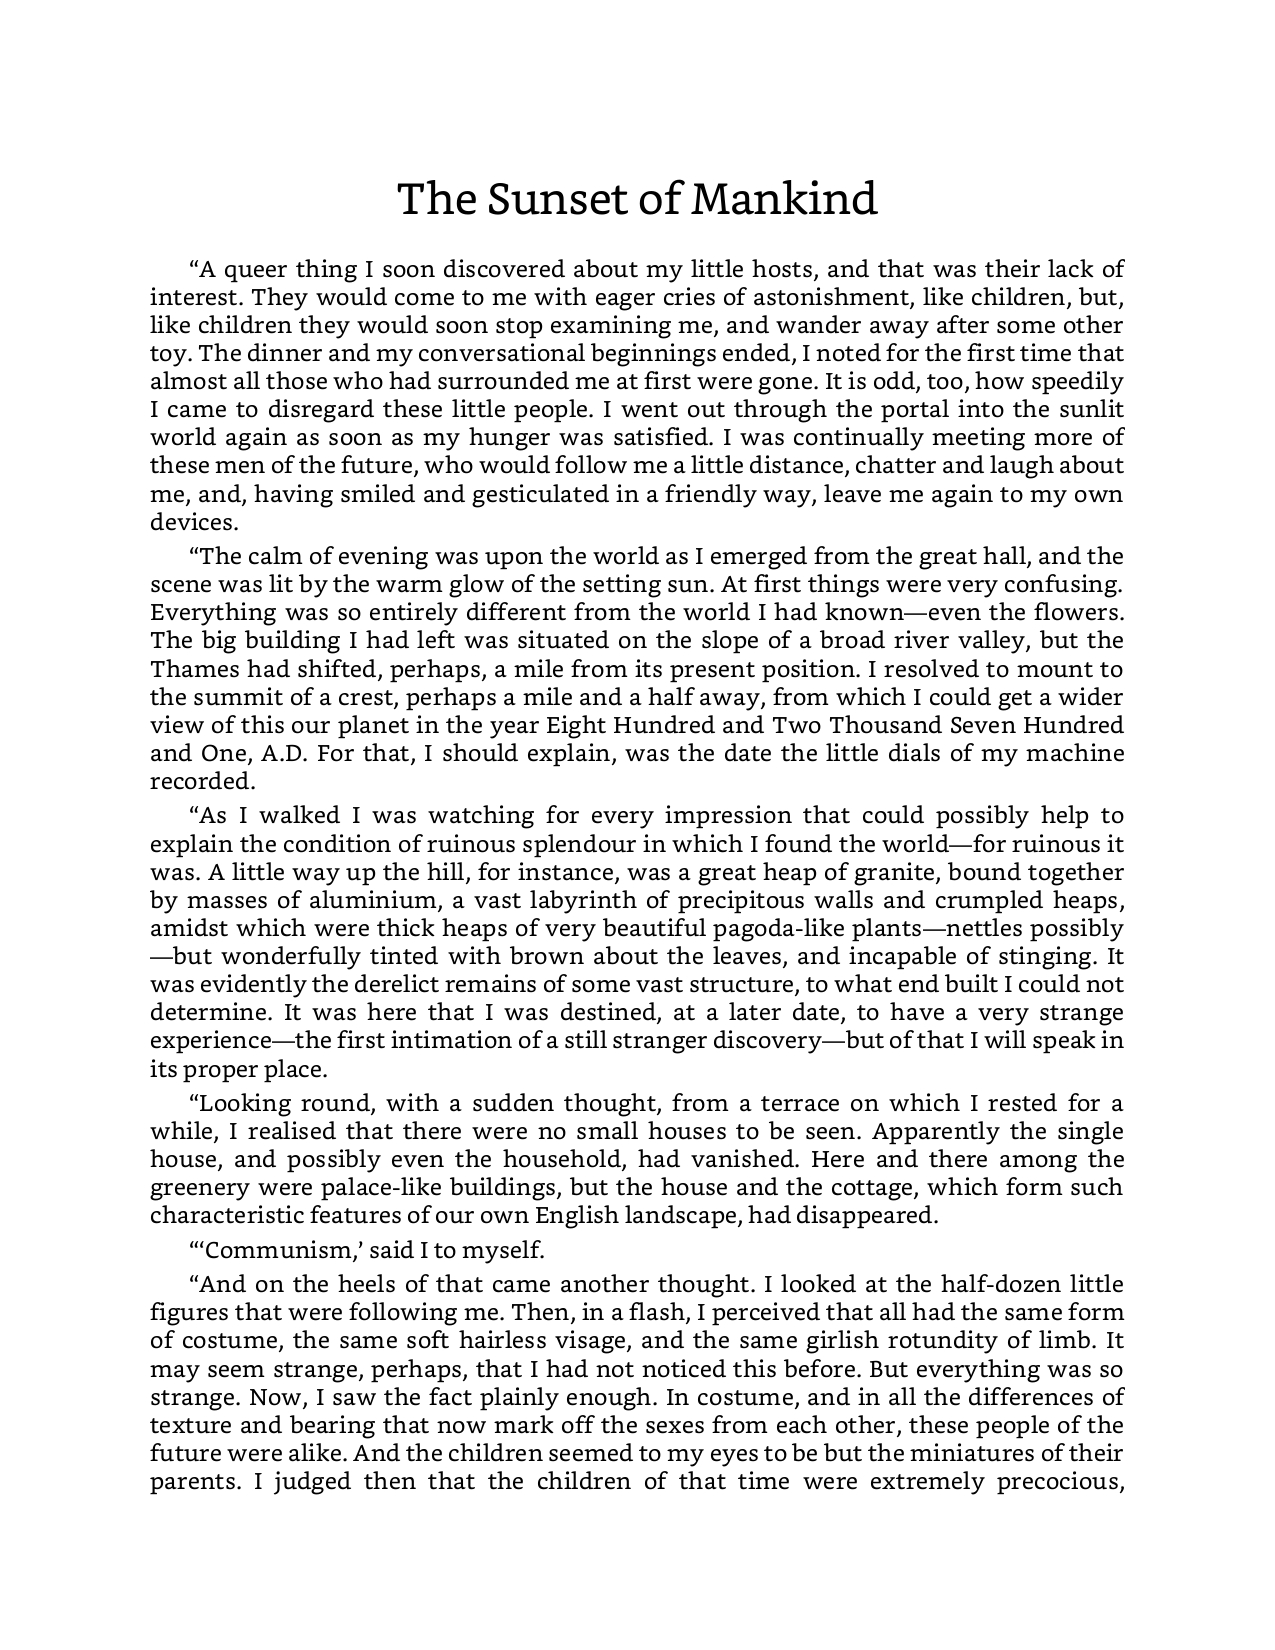 The Sunset of Mankind
“A queer thing I soon discovered about my little hosts, and that was their lack of
interest. They would come to me with eager cries of astonishment, like children, but,
like children they would soon stop examining me, and wander away after some other
toy. The dinner and my conversational beginnings ended, I noted for the first time that
almost all those who had surrounded me at first were gone. It is odd, too, how speedily
I came to disregard these little people. I went out through the portal into the sunlit
world again as soon as my hunger was satisfied. I was continually meeting more of
these men of the future, who would follow me a little distance, chatter and laugh about
me, and, having smiled and gesticulated in a friendly way, leave me again to my own
devices.
“The calm of evening was upon the world as I emerged from the great hall, and the
scene was lit by the warm glow of the setting sun. At first things were very confusing.
Everything was so entirely different from the world I had known—even the flowers.
The big building I had left was situated on the slope of a broad river valley, but the
Thames had shifted, perhaps, a mile from its present position. I resolved to mount to
the summit of a crest, perhaps a mile and a half away, from which I could get a wider
view of this our planet in the year Eight Hundred and Two Thousand Seven Hundred
and One, A.D. For that, I should explain, was the date the little dials of my machine
recorded.
“As I walked I was watching for every impression that could possibly help to
explain the condition of ruinous splendour in which I found the world—for ruinous it
was. A little way up the hill, for instance, was a great heap of granite, bound together
by masses of aluminium, a vast labyrinth of precipitous walls and crumpled heaps,
amidst which were thick heaps of very beautiful pagoda-like plants—nettles possibly
—but wonderfully tinted with brown about the leaves, and incapable of stinging. It
was evidently the derelict remains of some vast structure, to what end built I could not
determine. It was here that I was destined, at a later date, to have a very strange
experience—the first intimation of a still stranger discovery—but of that I will speak in
its proper place.
“Looking round, with a sudden thought, from a terrace on which I rested for a
while, I realised that there were no small houses to be seen. Apparently the single
house, and possibly even the household, had vanished. Here and there among the
greenery were palace-like buildings, but the house and the cottage, which form such
characteristic features of our own English landscape, had disappeared.
“‘Communism,’ said I to myself.
“And on the heels of that came another thought. I looked at the half-dozen little
figures that were following me. Then, in a flash, I perceived that all had the same form
of costume, the same soft hairless visage, and the same girlish rotundity of limb. It
may seem strange, perhaps, that I had not noticed this before. But everything was so
strange. Now, I saw the fact plainly enough. In costume, and in all the differences of
texture and bearing that now mark off the sexes from each other, these people of the
future were alike. And the children seemed to my eyes to be but the miniatures of their
parents. I judged then that the children of that time were extremely precocious,